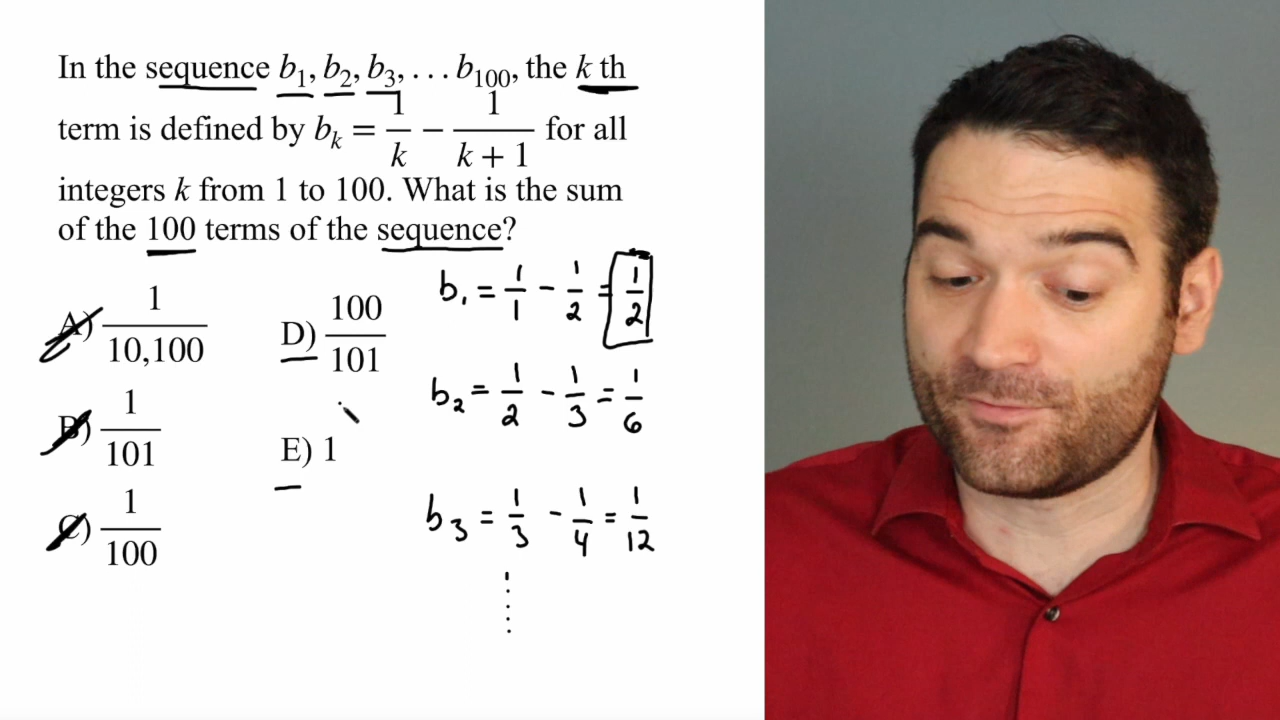 In the sequence b₁, b₂, b₃, … b₁₀₀, the k th
term is defined by bₖ = 1/k − 1/(k + 1) for all
integers k from 1 to 100. What is the sum
of the 100 terms of the sequence?
A) 1/10,100
B) 1/101
C) 1/100
D) 100/101
E) 1
b₁ = 1/1 − 1/2 = 1/2
b₂ = 1/2 − 1/3 = 1/6
b₃ = 1/3 − 1/4 = 1/12